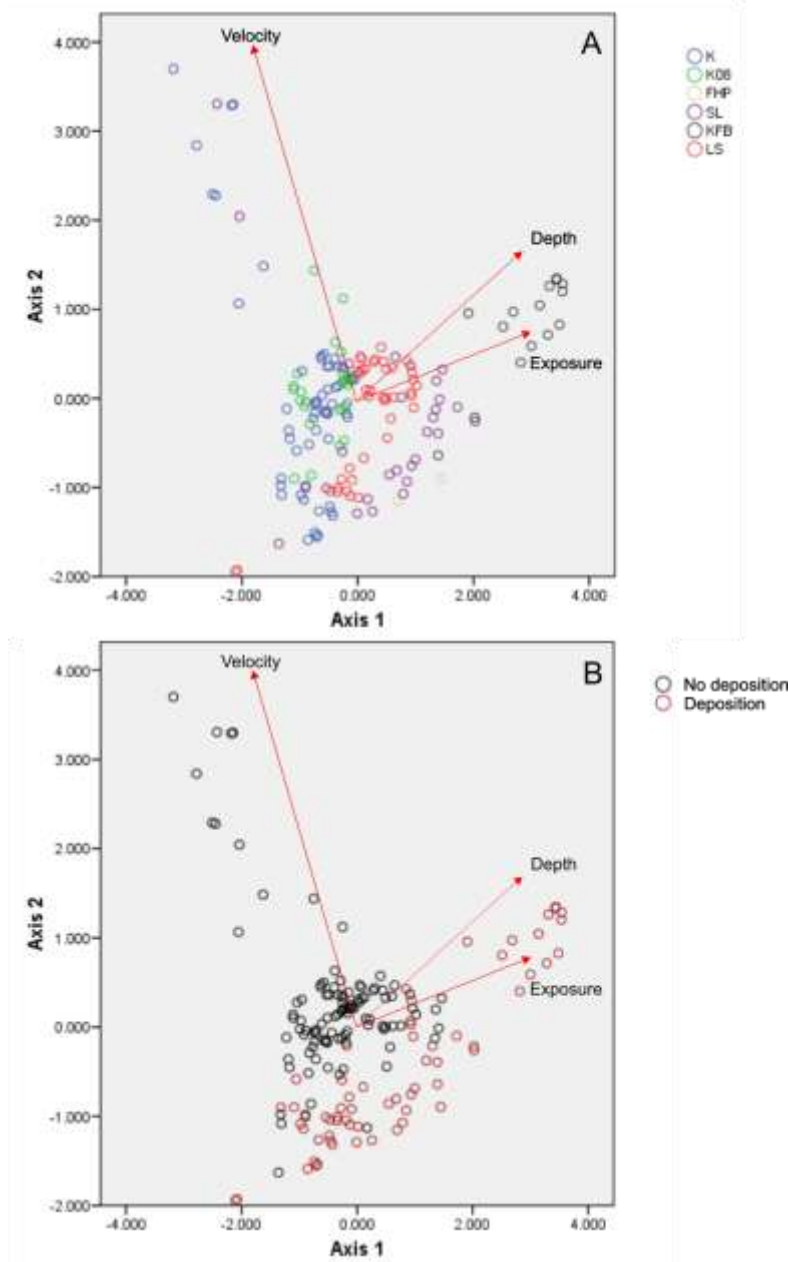 Velocity
A
4.000
3.000
2.000
1.000
0.000
-1.000
-2.000
Axis 2
Depth
Exposure
-4.000 -2.000 0.000 2.000 4.000
Axis 1
K
K08
FHP
SL
KFB
LS
Velocity
B
4.000
3.000
2.000
1.000
0.000
-1.000
-2.000
Axis 2
Depth
Exposure
-4.000 -2.000 0.000 2.000 4.000
Axis 1
No deposition
Deposition